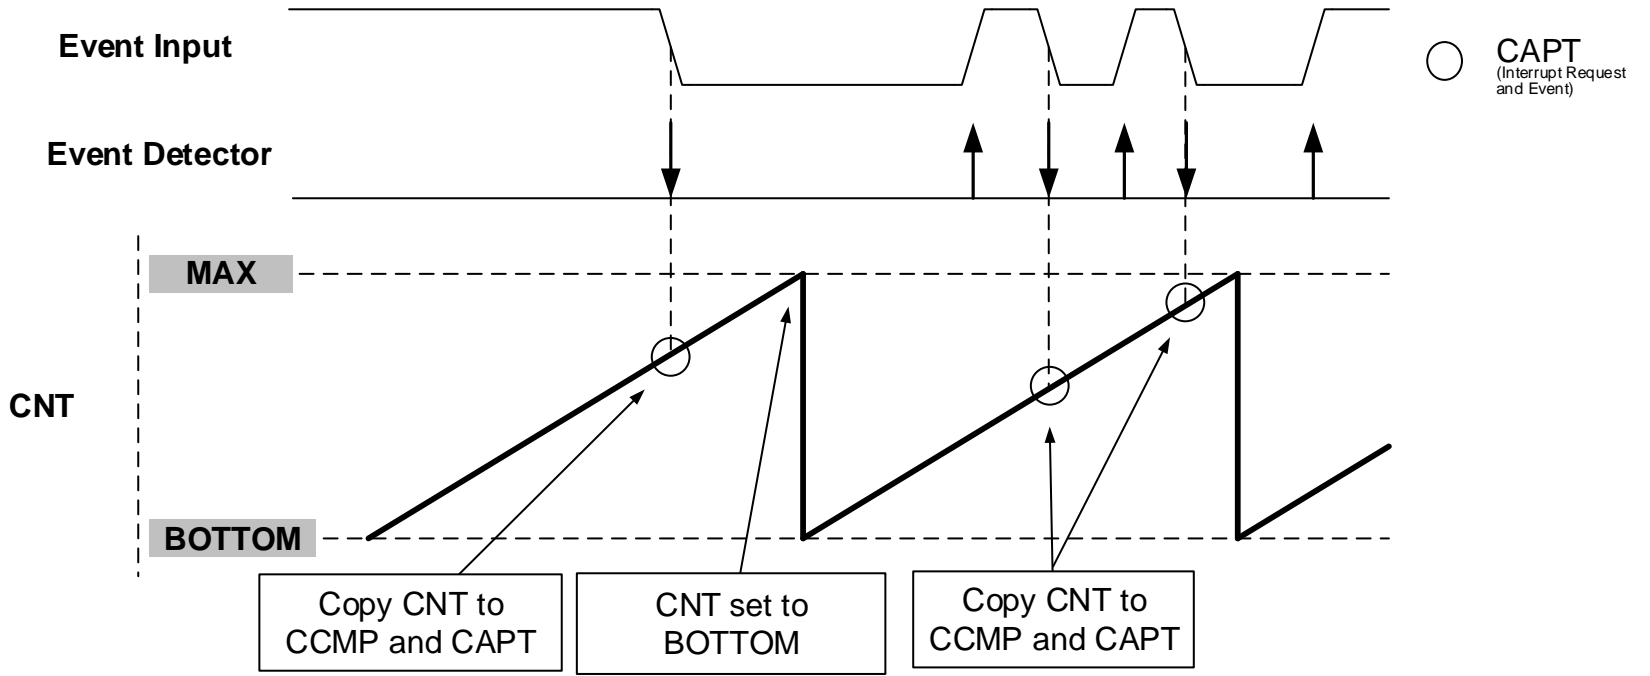 Event Input
CAPT
(Interrupt Request
and Event)
Event Detector
MAX
CNT
BOTTOM
Copy CNT to
CCMP and CAPT
CNT set to
BOTTOM
Copy CNT to
CCMP and CAPT